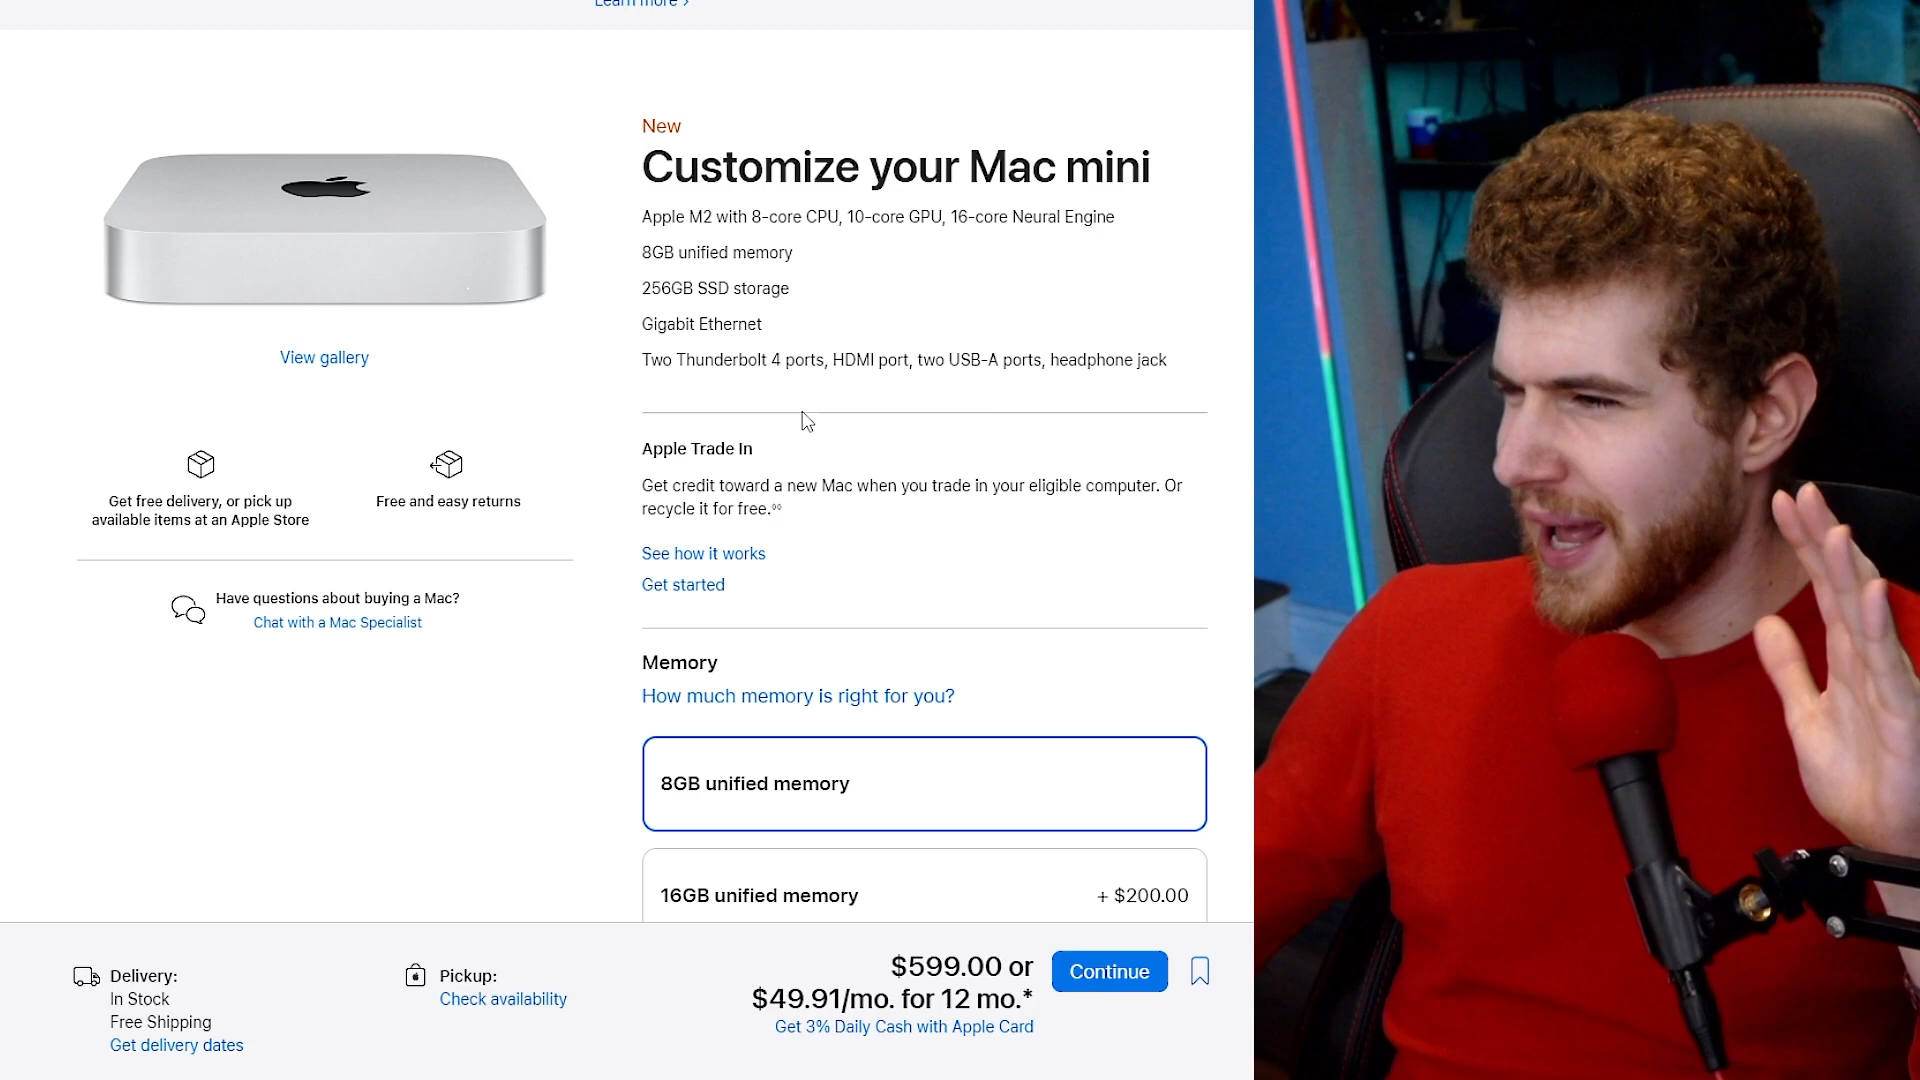 Learn more >
New
Customize your Mac mini
Apple M2 with 8-core CPU, 10-core GPU, 16-core Neural Engine
8GB unified memory
256GB SSD storage
Gigabit Ethernet
Two Thunderbolt 4 ports, HDMI port, two USB-A ports, headphone jack
View gallery
Get free delivery, or pick up
available items at an Apple Store
Free and easy returns
Have questions about buying a Mac?
Chat with a Mac Specialist
Apple Trade In
Get credit toward a new Mac when you trade in your eligible computer. Or
recycle it for free.◊◊
See how it works
Get started
Memory
How much memory is right for you?
8GB unified memory
16GB unified memory + $200.00
Delivery:
In Stock
Free Shipping
Get delivery dates
Pickup:
Check availability
$599.00 or
$49.91/mo. for 12 mo.*
Get 3% Daily Cash with Apple Card
Continue